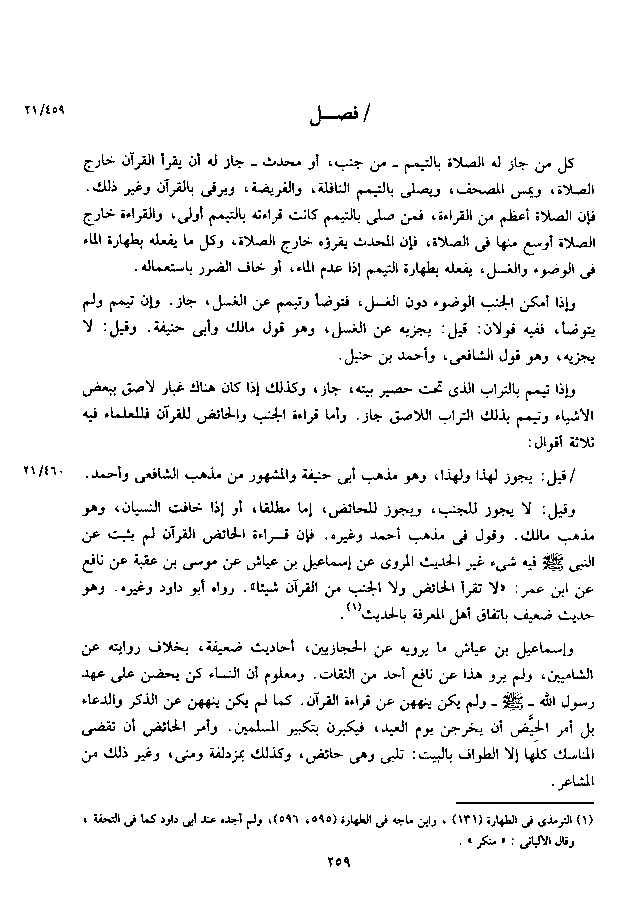 ٢١/٤٥٩
/ فصــل
كل من جاز له الصلاة بالتيمم ـ من جنب، أو محدث ـ جاز له أن يقرأ القرآن خارج
الصلاة، ويمس المصحف، ويصلى بالتيمم النافلة، والفريضة، ويرقى بالقرآن وغير ذلك.
فإن الصلاة أعظم من القراءة، فمن صلى بالتيمم كانت قراءته بالتيمم أولى، والقراءة خارج
الصلاة أوسع منها فى الصلاة، فإن المحدث يقرؤه خارج الصلاة، وكل ما يفعله بطهارة الماء
فى الوضوء والغسل، يفعله بطهارة التيمم إذا عدم الماء، أو خاف الضرر باستعماله.
وإذا أمكن الجنب الوضوء دون الغسل، فتوضأ وتيمم عن الغسل، جاز. وإن تيمم ولم
يتوضأ، ففيه قولان: قيل: يجزيه عن الغسل، وهو قول مالك وأبى حنيفة. وقيل: لا
يجزيه، وهو قول الشافعى، وأحمد بن حنبل.
وإذا تيمم بالتراب الذى تحت حصير بيته، جاز، وكذلك إذا كان هناك غبار لاصق ببعض
الأشياء وتيمم بذلك التراب اللاصق جاز. وأما قراءة الجنب والحائض للقرآن فللعلماء فيه
ثلاثة أقوال:
٢١/٤٦٠
/ قيل: يجوز لهذا ولهذا، وهو مذهب أبى حنيفة والمشهور من مذهب الشافعى وأحمد.
وقيل: لا يجوز للجنب، ويجوز للحائض، إما مطلقا، أو إذا خافت النسيان، وهو
مذهب مالك. وقول فى مذهب أحمد وغيره. فإن قــراءة الحائض القرآن لم يثبت عن
النبى ﷺ فيه شىء غير الحديث المروى عن إسماعيل بن عياش عن موسى بن عقبة عن نافع
عن ابن عمر: «لا تقرأ الحائض ولا الجنب من القرآن شيئا». رواه أبو داود وغيره. وهو
حديث ضعيف باتفاق أهل المعرفة بالحديث(١).
وإسماعيل بن عياش ما يرويه عن الحجازيين، أحاديث ضعيفة، بخلاف روايته عن
الشاميين، ولم يرو هذا عن نافع أحد من الثقات. ومعلوم أن النساء كن يحضن على عهد
رسول الله ـ ﷺ ـ ولم يكن ينههن عن قراءة القرآن. كما لم يكن ينههن عن الذكر والدعاء
بل أمر الحُيَّض أن يخرجن يوم العيد، فيكبرن بتكبير المسلمين. وأمر الحائض أن تقضى
المناسك كلها إلا الطواف بالبيت: تلبى وهى حائض، وكذلك بمزدلفة ومنى، وغير ذلك من
المشاعر.
(١) الترمذى فى الطهارة (١٣١) ، وابن ماجه فى الطهارة (٥٩٥، ٥٩٦)، ولم أجده عند أبى داود كما فى التحفة ،
وقال الألبانى : « منكر » .
٢٥٩